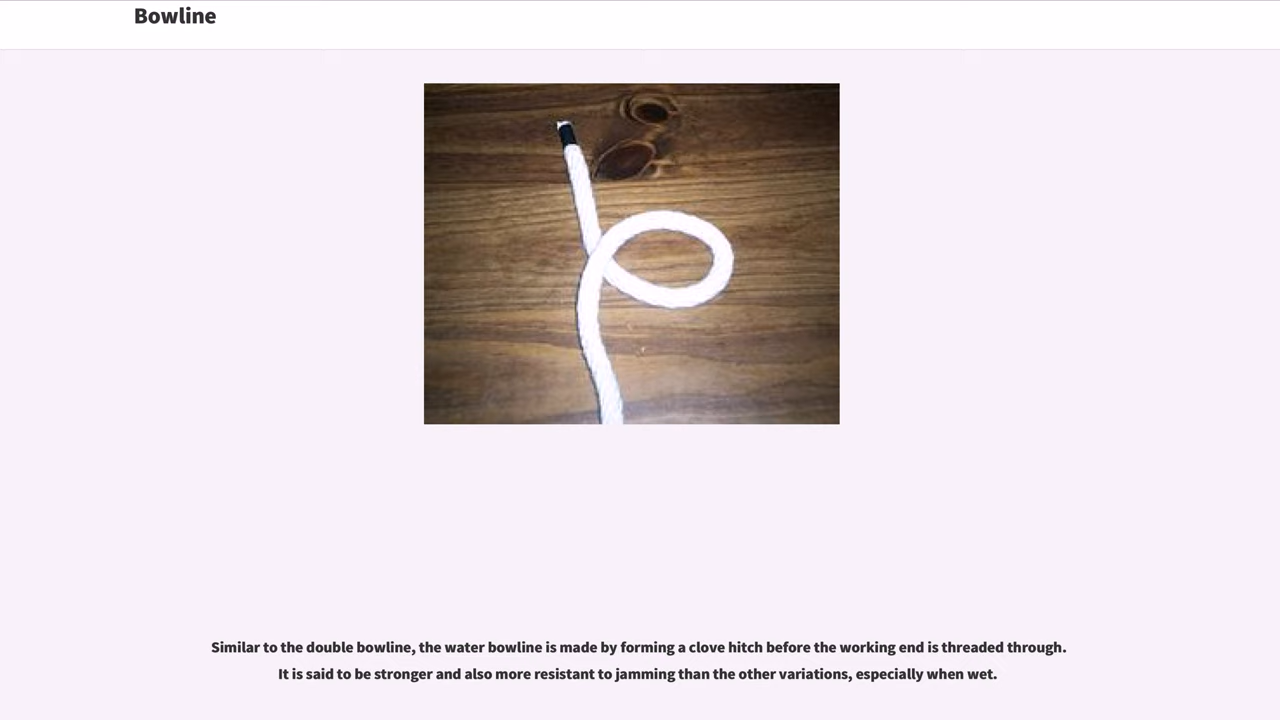 Bowline
Similar to the double bowline, the water bowline is made by forming a clove hitch before the working end is threaded through.
It is said to be stronger and also more resistant to jamming than the other variations, especially when wet.